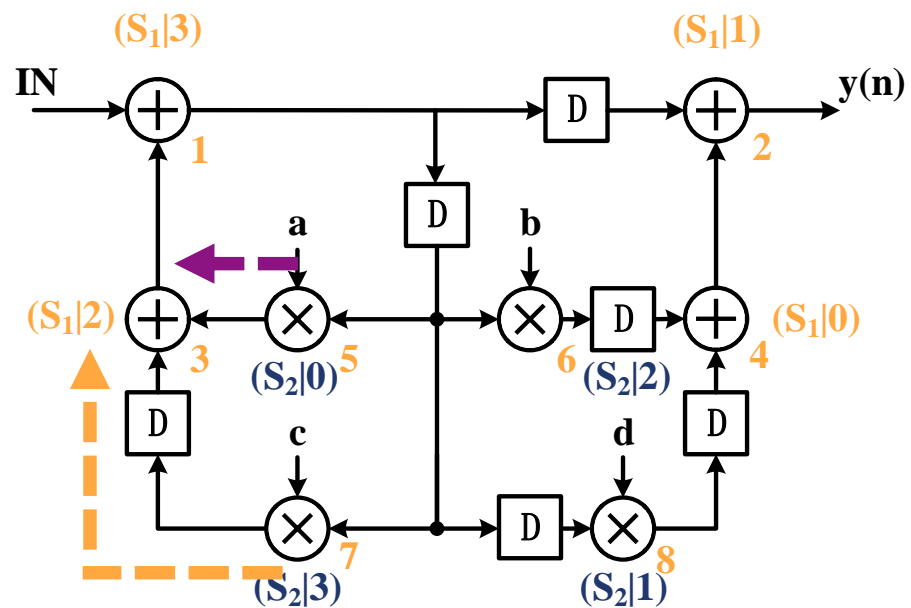 (S₁|3) (S₁|1)
IN D y(n)
1 2
D
a b
(S₁|2) D (S₁|0)
3 5 6 4
(S₂|0) (S₂|2)
D D
c d
D
7 8
(S₂|3) (S₂|1)